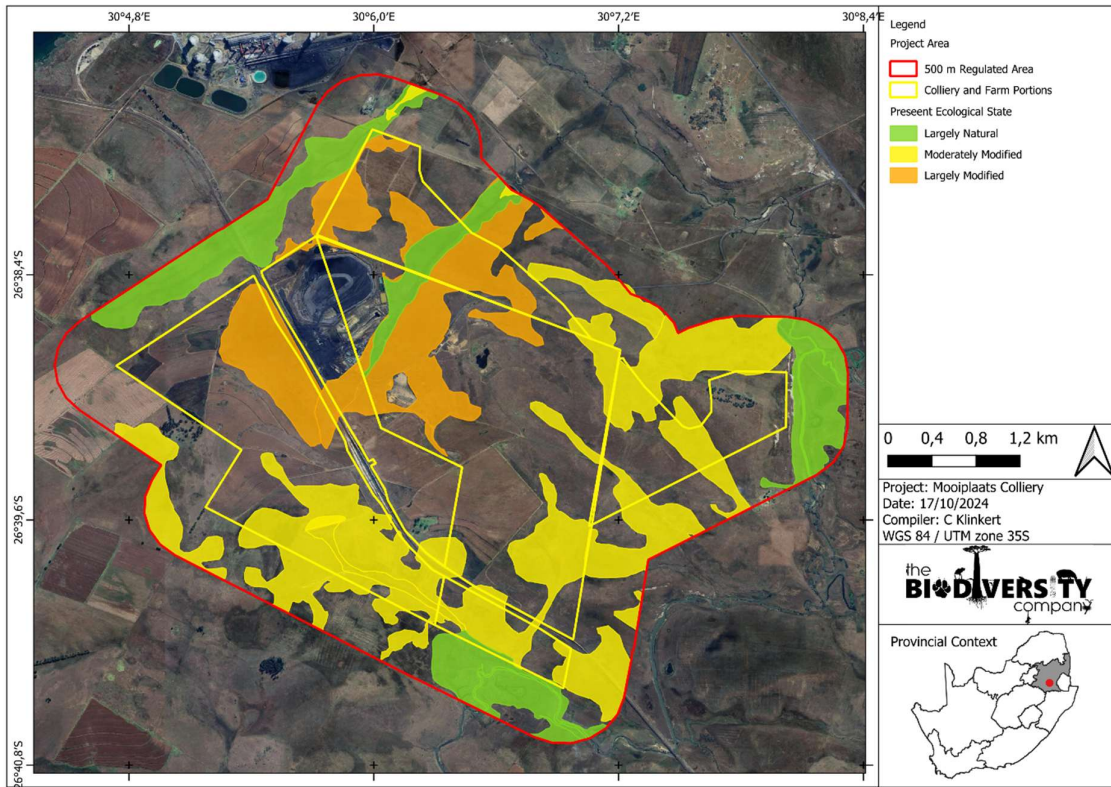 30°4,8'E 30°6,0'E 30°7,2'E 30°8,4'E
26°38,4'S
26°39,6'S
26°40,8'S
Legend
Project Area
500 m Regulated Area
Colliery and Farm Portions
Preseent Ecological State
Largely Natural
Moderately Modified
Largely Modified
0 0,4 0,8 1,2 km
Project: Mooiplaats Colliery
Date: 17/10/2024
Compiler: C Klinkert
WGS 84 / UTM zone 35S
the
BIODIVERSITY
company
Provincial Context